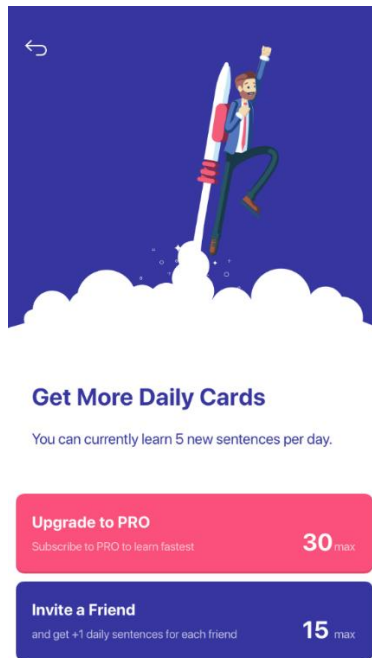 Get More Daily Cards
You can currently learn 5 new sentences per day.
Upgrade to PRO
Subscribe to PRO to learn fastest
30 max
Invite a Friend
and get +1 daily sentences for each friend
15 max